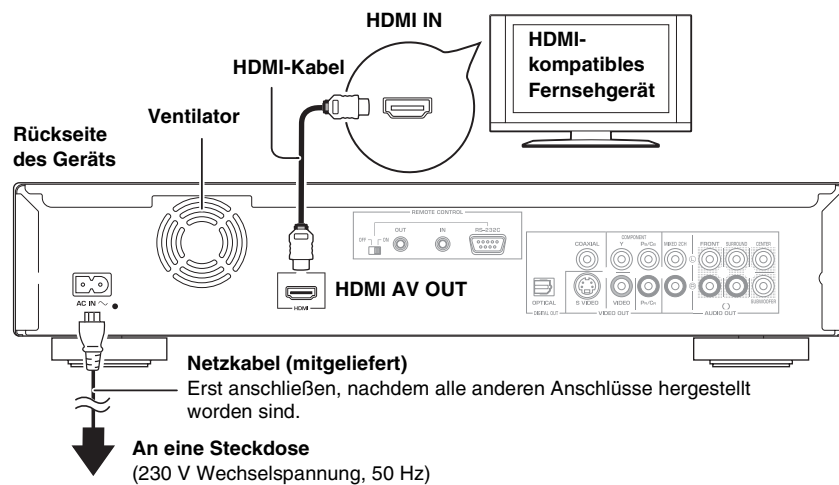 HDMI IN
HDMI-
kompatibles
Fernsehgerät
HDMI-Kabel
Ventilator
Rückseite
des Geräts
REMOTE CONTROL
OFF ON
OUT
IN
RS-232C
COMPONENT
COAXIAL
Y
PB/CB
MIXED 2CH
FRONT
SURROUND
CENTER
L
R
OPTICAL
S VIDEO
VIDEO
PR/CR
SUBWOOFER
DIGITAL OUT
VIDEO OUT
AUDIO OUT
AC IN
HDMI
HDMI AV OUT
Netzkabel (mitgeliefert)
Erst anschließen, nachdem alle anderen Anschlüsse hergestellt
worden sind.
An eine Steckdose
(230 V Wechselspannung, 50 Hz)